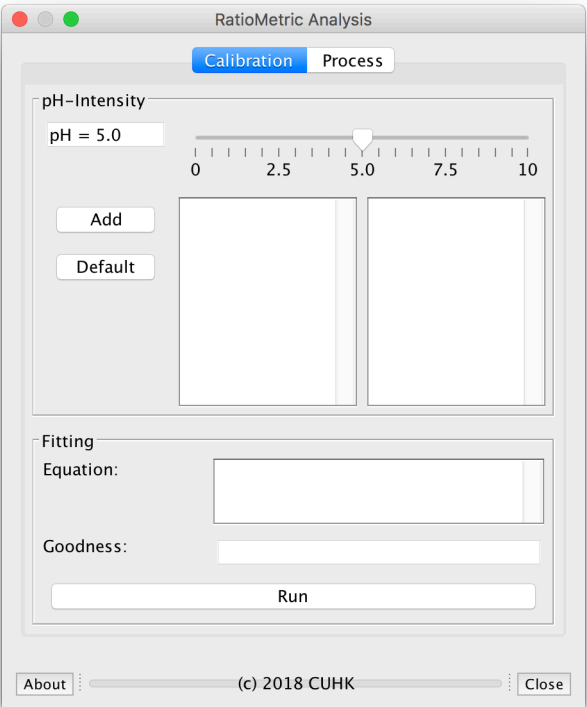 RatioMetric Analysis
Calibration Process
pH-Intensity
pH = 5.0
0 2.5 5.0 7.5 10
Add
Default
Fitting
Equation:
Goodness:
Run
About (c) 2018 CUHK Close